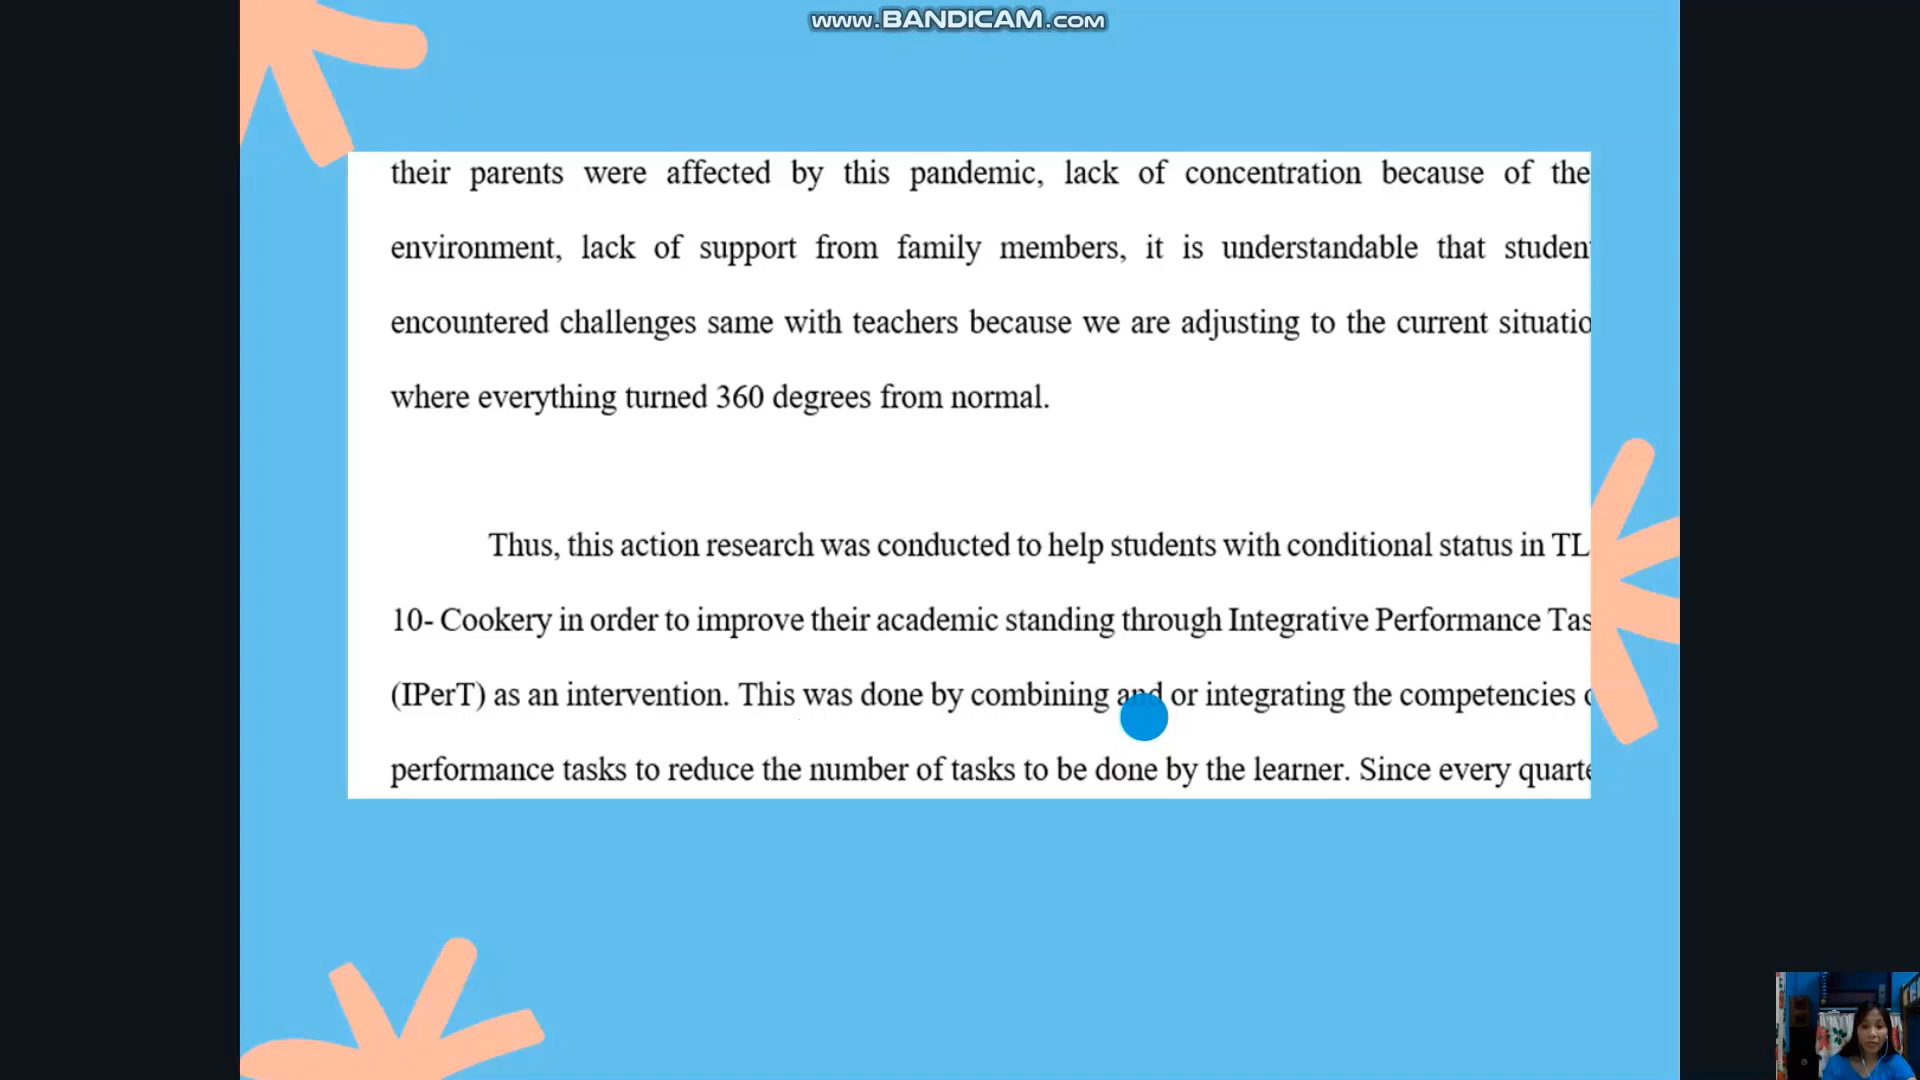 www.BANDICAM.com
their parents were affected by this pandemic, lack of concentration because of the
environment, lack of support from family members, it is understandable that studen
encountered challenges same with teachers because we are adjusting to the current situatio
where everything turned 360 degrees from normal.
Thus, this action research was conducted to help students with conditional status in TL
10- Cookery in order to improve their academic standing through Integrative Performance Tas
(IPerT) as an intervention. This was done by combining and or integrating the competencies
performance tasks to reduce the number of tasks to be done by the learner. Since every quarte